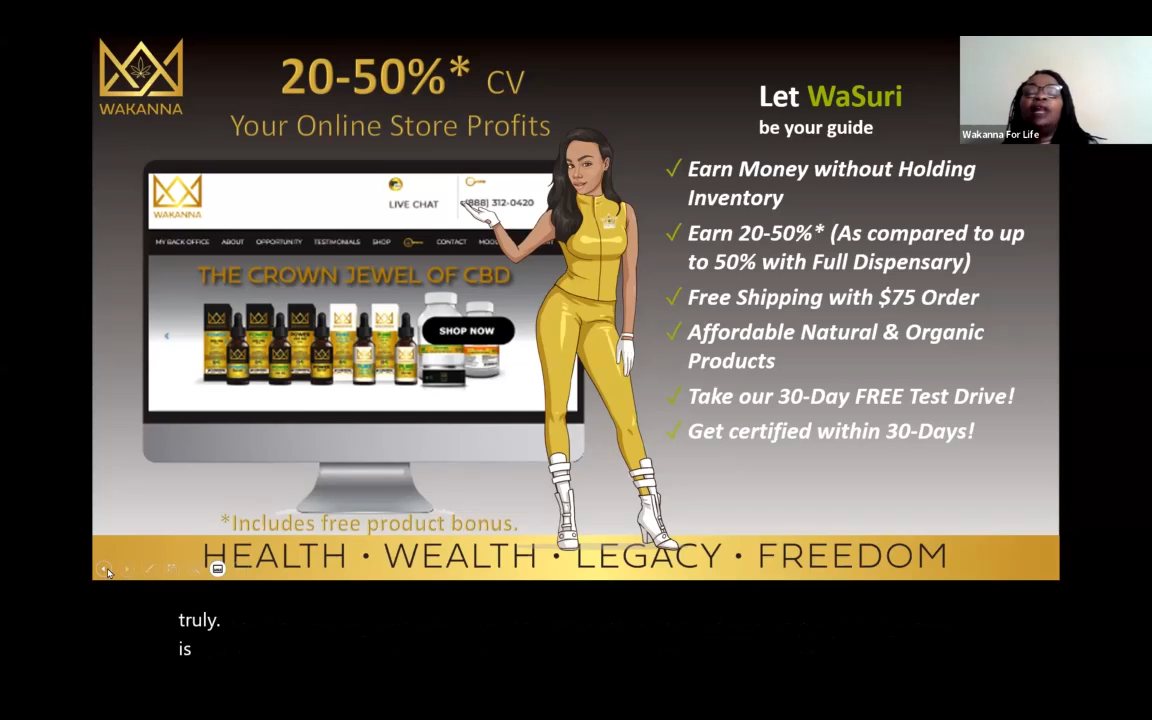 WAKANNA
20-50%* CV
Your Online Store Profits
Let WaSuri
be your guide
Wakanna For Life
WAKANNA
LIVE CHAT
(888) 312-0420
MY BACK OFFICE ABOUT OPPORTUNITY TESTIMONIALS SHOP CONTACT
THE CROWN JEWEL OF CBD
SHOP NOW
✓ Earn Money without Holding
Inventory
✓ Earn 20-50%* (As compared to up
to 50% with Full Dispensary)
✓ Free Shipping with $75 Order
✓ Affordable Natural & Organic
Products
✓ Take our 30-Day FREE Test Drive!
✓ Get certified within 30-Days!
*Includes free product bonus.
HEALTH • WEALTH • LEGACY • FREEDOM
truly.
is